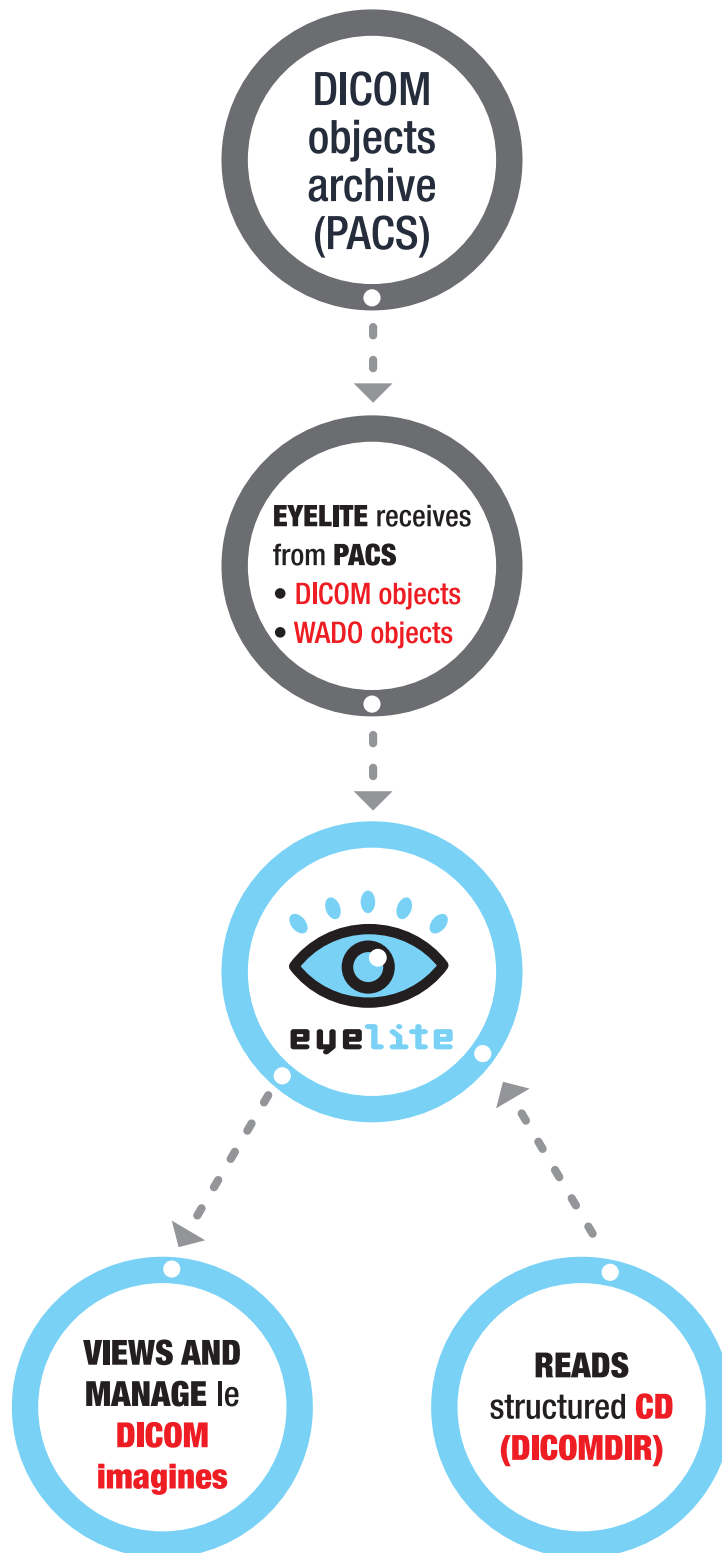 DICOM
objects
archive
(PACS)
EYELITE receives
from PACS
• DICOM objects
• WADO objects
eyelite
VIEWS AND
MANAGE le
DICOM
imagines
READS
structured CD
(DICOMDIR)